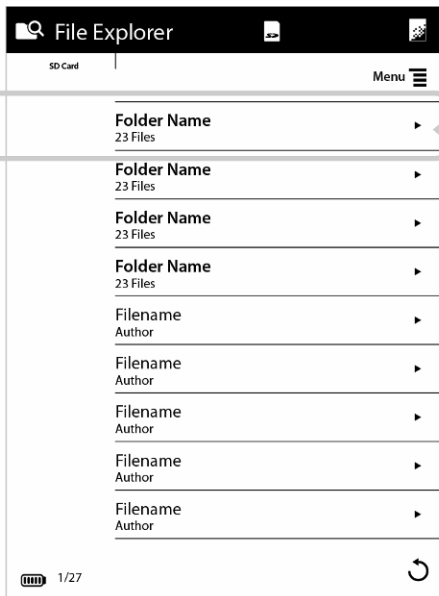 File Explorer
SD Card
Menu
Folder Name
23 Files
Folder Name
23 Files
Folder Name
23 Files
Folder Name
23 Files
Filename
Author
Filename
Author
Filename
Author
Filename
Author
Filename
Author
1/27